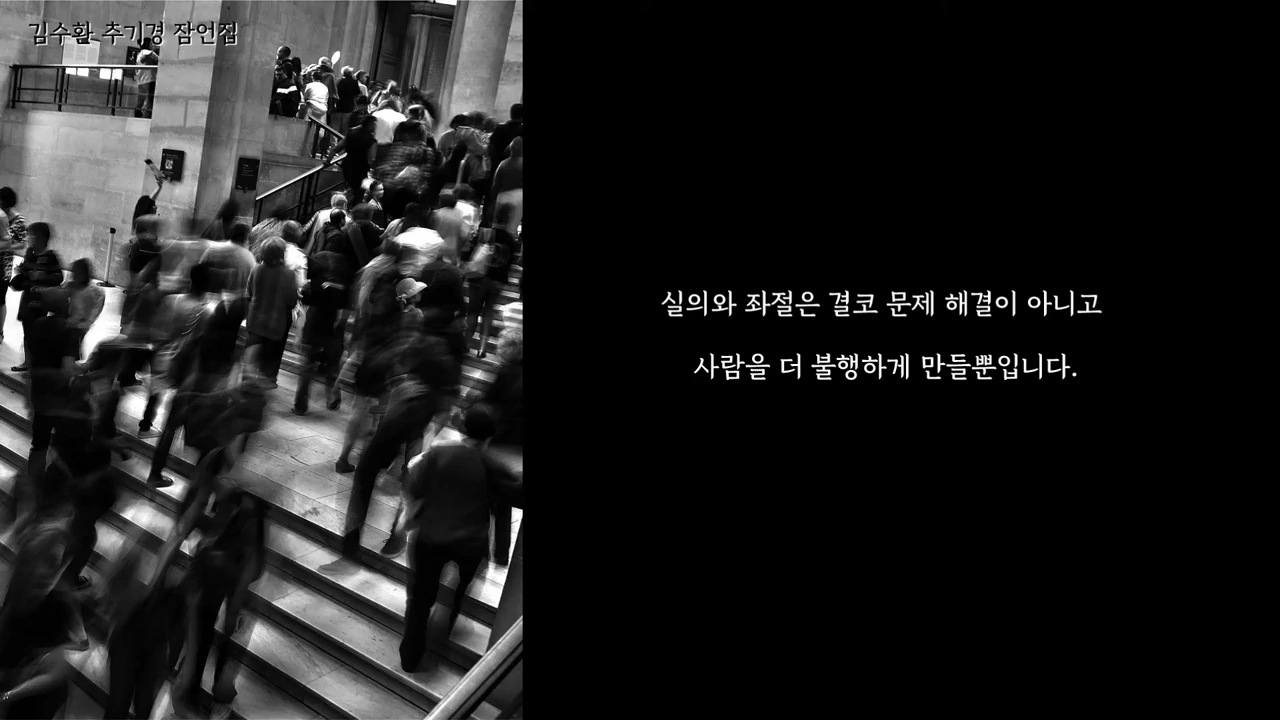 김수환 추기경 잠언집
실의와 좌절은 결코 문제 해결이 아니고
사람을 더 불행하게 만들뿐입니다.